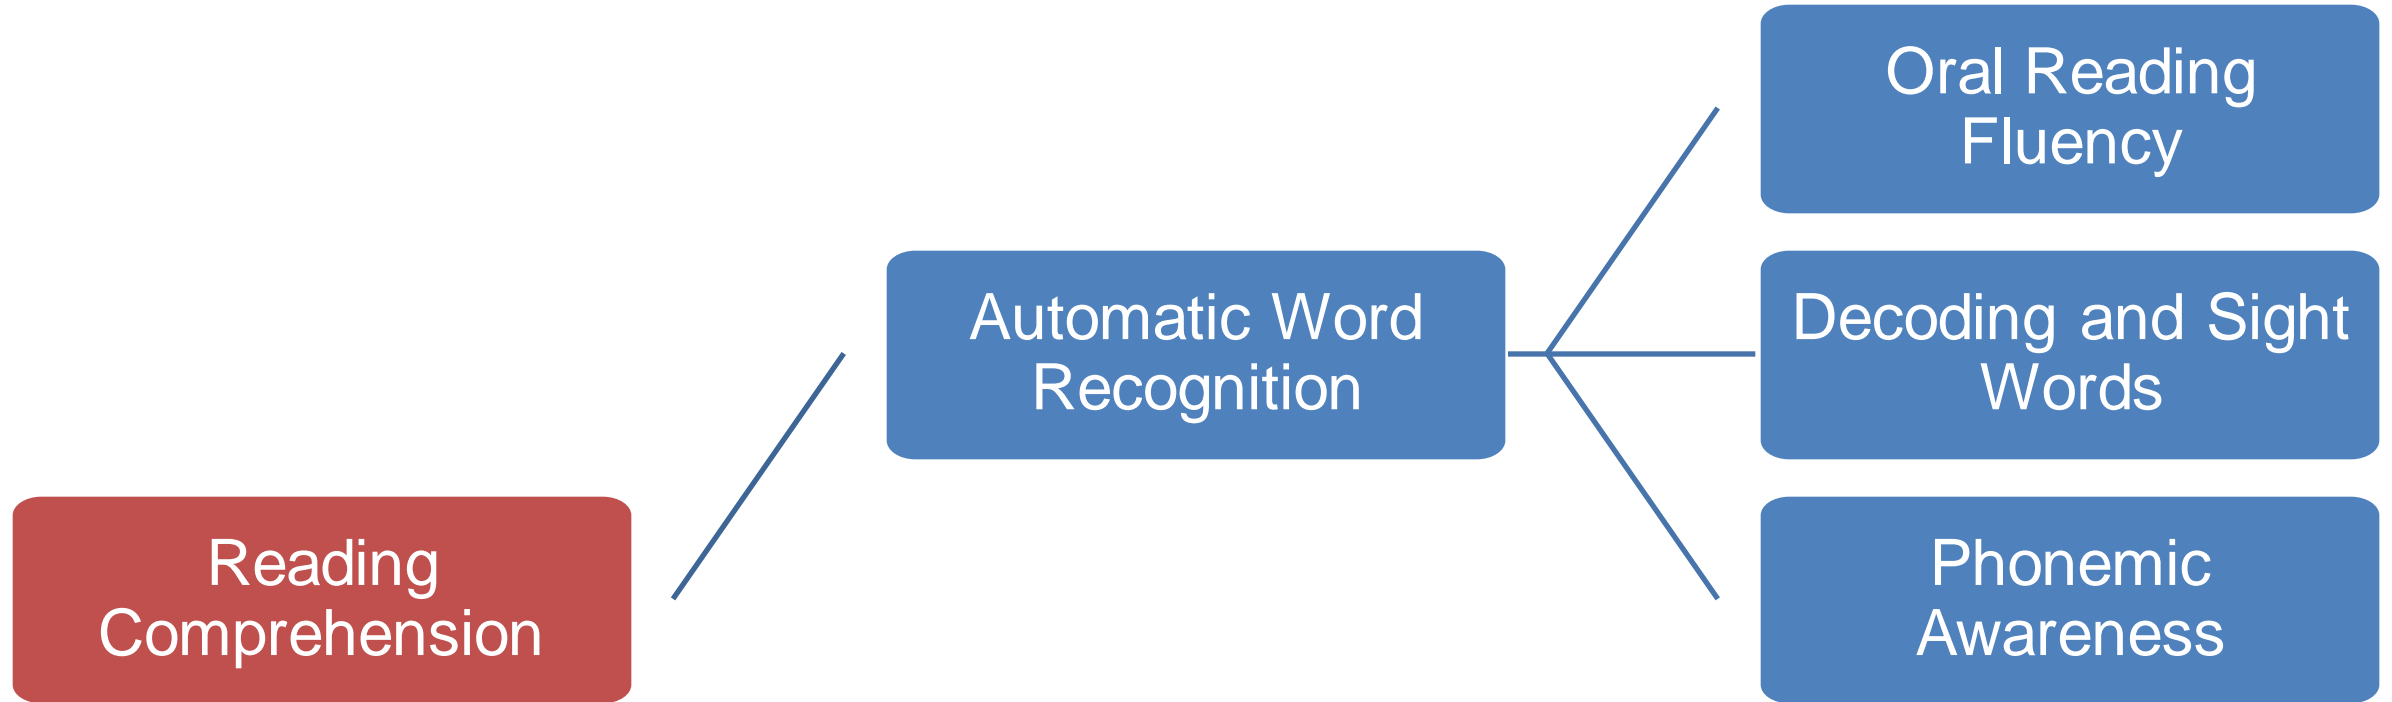 Oral Reading
Fluency
Automatic Word
Recognition
Decoding and Sight
Words
Reading
Comprehension
Phonemic
Awareness